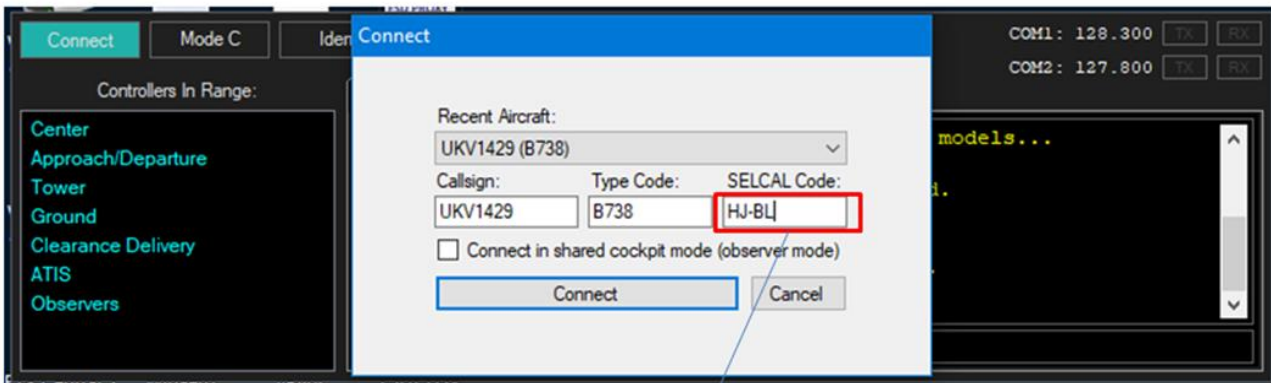 Connect
Mode C
Connect
COM1: 128.300 TX RX
COM2: 127.800 TX RX
Controllers In Range:
Center
Approach/Departure
Tower
Ground
Clearance Delivery
ATIS
Observers
Recent Aircraft:
UKV1429 (B738)
Callsign: Type Code: SELCAL Code:
UKV1429 B738 HJ-BL
Connect in shared cockpit mode (observer mode)
Connect Cancel
models...